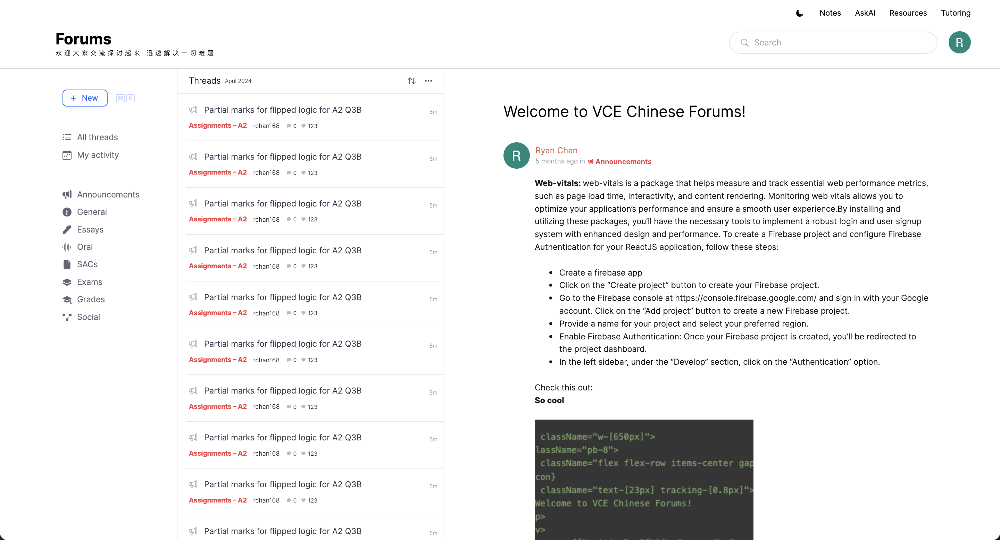 Notes AskAI Resources Tutoring
Forums
欢迎大家交流探讨起来 迅速解决一切难题
Search
R
New ⌘ K
All threads
My activity
Announcements
General
Essays
Oral
SACs
Exams
Grades
Social
Threads April 2024
Partial marks for flipped logic for A2 Q3B 5m
Assignments – A2 rchan168 0 123
Partial marks for flipped logic for A2 Q3B 5m
Assignments – A2 rchan168 0 123
Partial marks for flipped logic for A2 Q3B 5m
Assignments – A2 rchan168 0 123
Partial marks for flipped logic for A2 Q3B 5m
Assignments – A2 rchan168 0 123
Partial marks for flipped logic for A2 Q3B 5m
Assignments – A2 rchan168 0 123
Partial marks for flipped logic for A2 Q3B 5m
Assignments – A2 rchan168 0 123
Partial marks for flipped logic for A2 Q3B 5m
Assignments – A2 rchan168 0 123
Partial marks for flipped logic for A2 Q3B 5m
Assignments – A2 rchan168 0 123
Partial marks for flipped logic for A2 Q3B 5m
Assignments – A2 rchan168 0 123
Partial marks for flipped logic for A2 Q3B 5m
Welcome to VCE Chinese Forums!
R
Ryan Chan
5 months ago in Announcements
Web-vitals: web-vitals is a package that helps measure and track essential web performance metrics,
such as page load time, interactivity, and content rendering. Monitoring web vitals allows you to
optimize your application’s performance and ensure a smooth user experience.By installing and
utilizing these packages, you’ll have the necessary tools to implement a robust login and user signup
system with enhanced design and performance. To create a Firebase project and configure Firebase
Authentication for your ReactJS application, follow these steps:
• Create a firebase app
• Click on the “Create project” button to create your Firebase project.
• Go to the Firebase console at https://console.firebase.google.com/ and sign in with your Google
account. Click on the “Add project” button to create a new Firebase project.
• Provide a name for your project and select your preferred region.
• Enable Firebase Authentication: Once your Firebase project is created, you’ll be redirected to
the project dashboard.
• In the left sidebar, under the “Develop” section, click on the “Authentication” option.
Check this out:
So cool
className="w-[650px]">
lassName="pb-8">
className="flex flex-row items-center gap
con}
className="text-[23px] tracking-[0.8px]">
Welcome to VCE Chinese Forums!
p>
v>